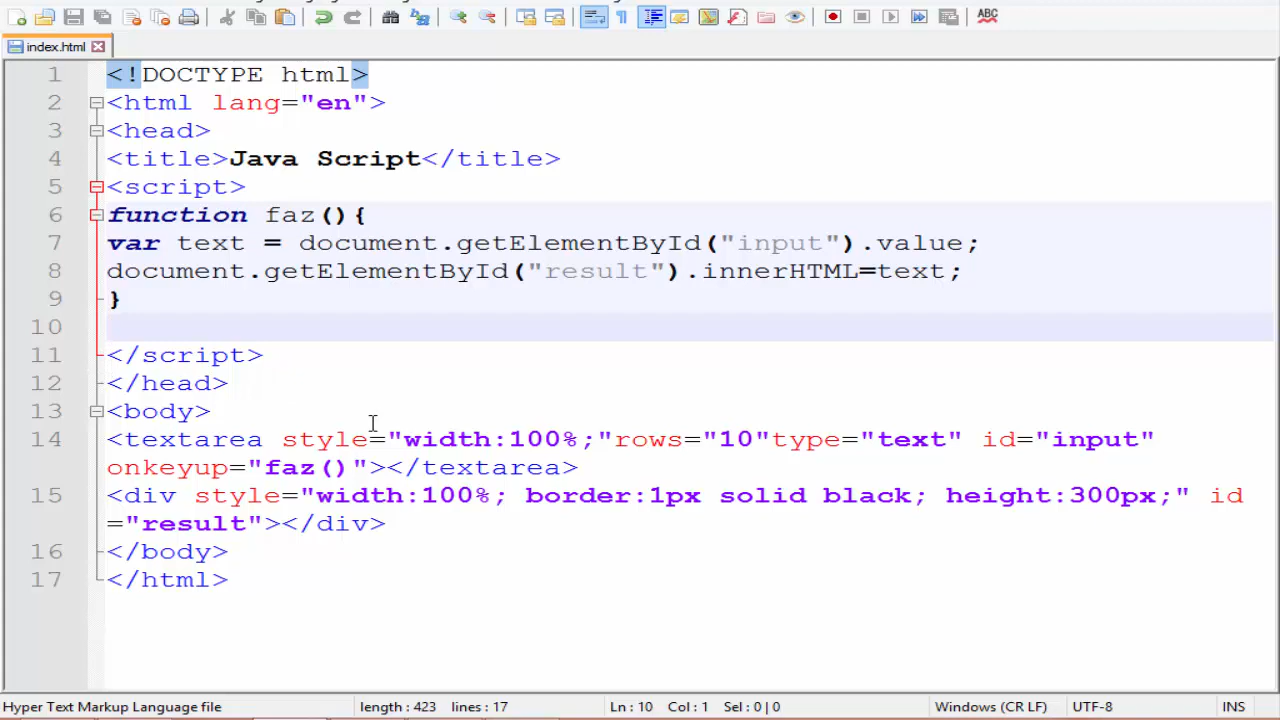 ABC
index.html
1 <!DOCTYPE html>
2 <html lang="en">
3 <head>
4 <title>Java Script</title>
5 <script>
6 function faz(){
7 var text = document.getElementById("input").value;
8 document.getElementById("result").innerHTML=text;
9 }
10
11 </script>
12 </head>
13 <body>
14 <textarea style="width:100%;"rows="10"type="text" id="input"
onkeyup="faz()"></textarea>
15 <div style="width:100%; border:1px solid black; height:300px;" id
="result"></div>
16 </body>
17 </html>
Hyper Text Markup Language file length : 423 lines : 17 Ln : 10 Col : 1 Sel : 0 | 0 Windows (CR LF) UTF-8 INS